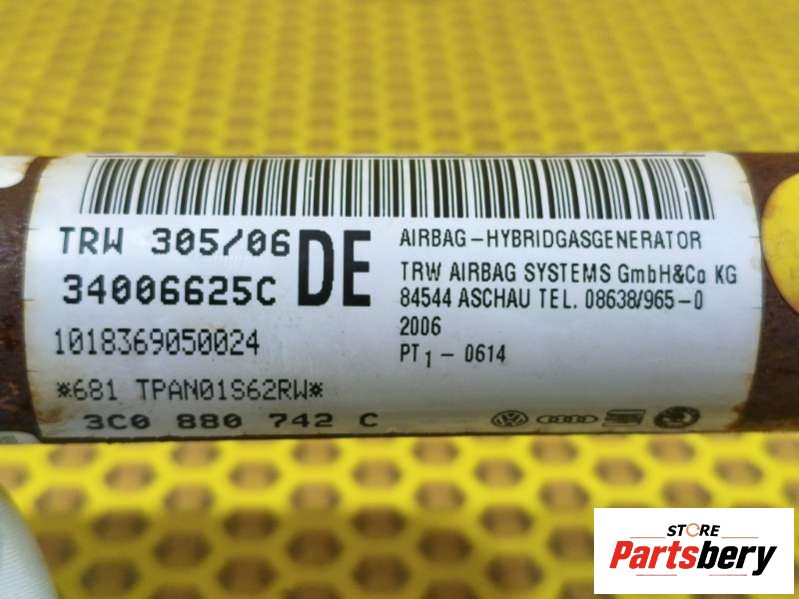 TRW 305/06
34006625C
DE
1018369050024
*681 TPAN01S62RW*
3C0 880 742 C
AIRBAG-HYBRIDGASGENERATOR
TRW AIRBAG SYSTEMS GmbH&Co KG
84544 ASCHAU TEL. 08638/965-0
2006
PT1 - 0614
STORE
Partsbery